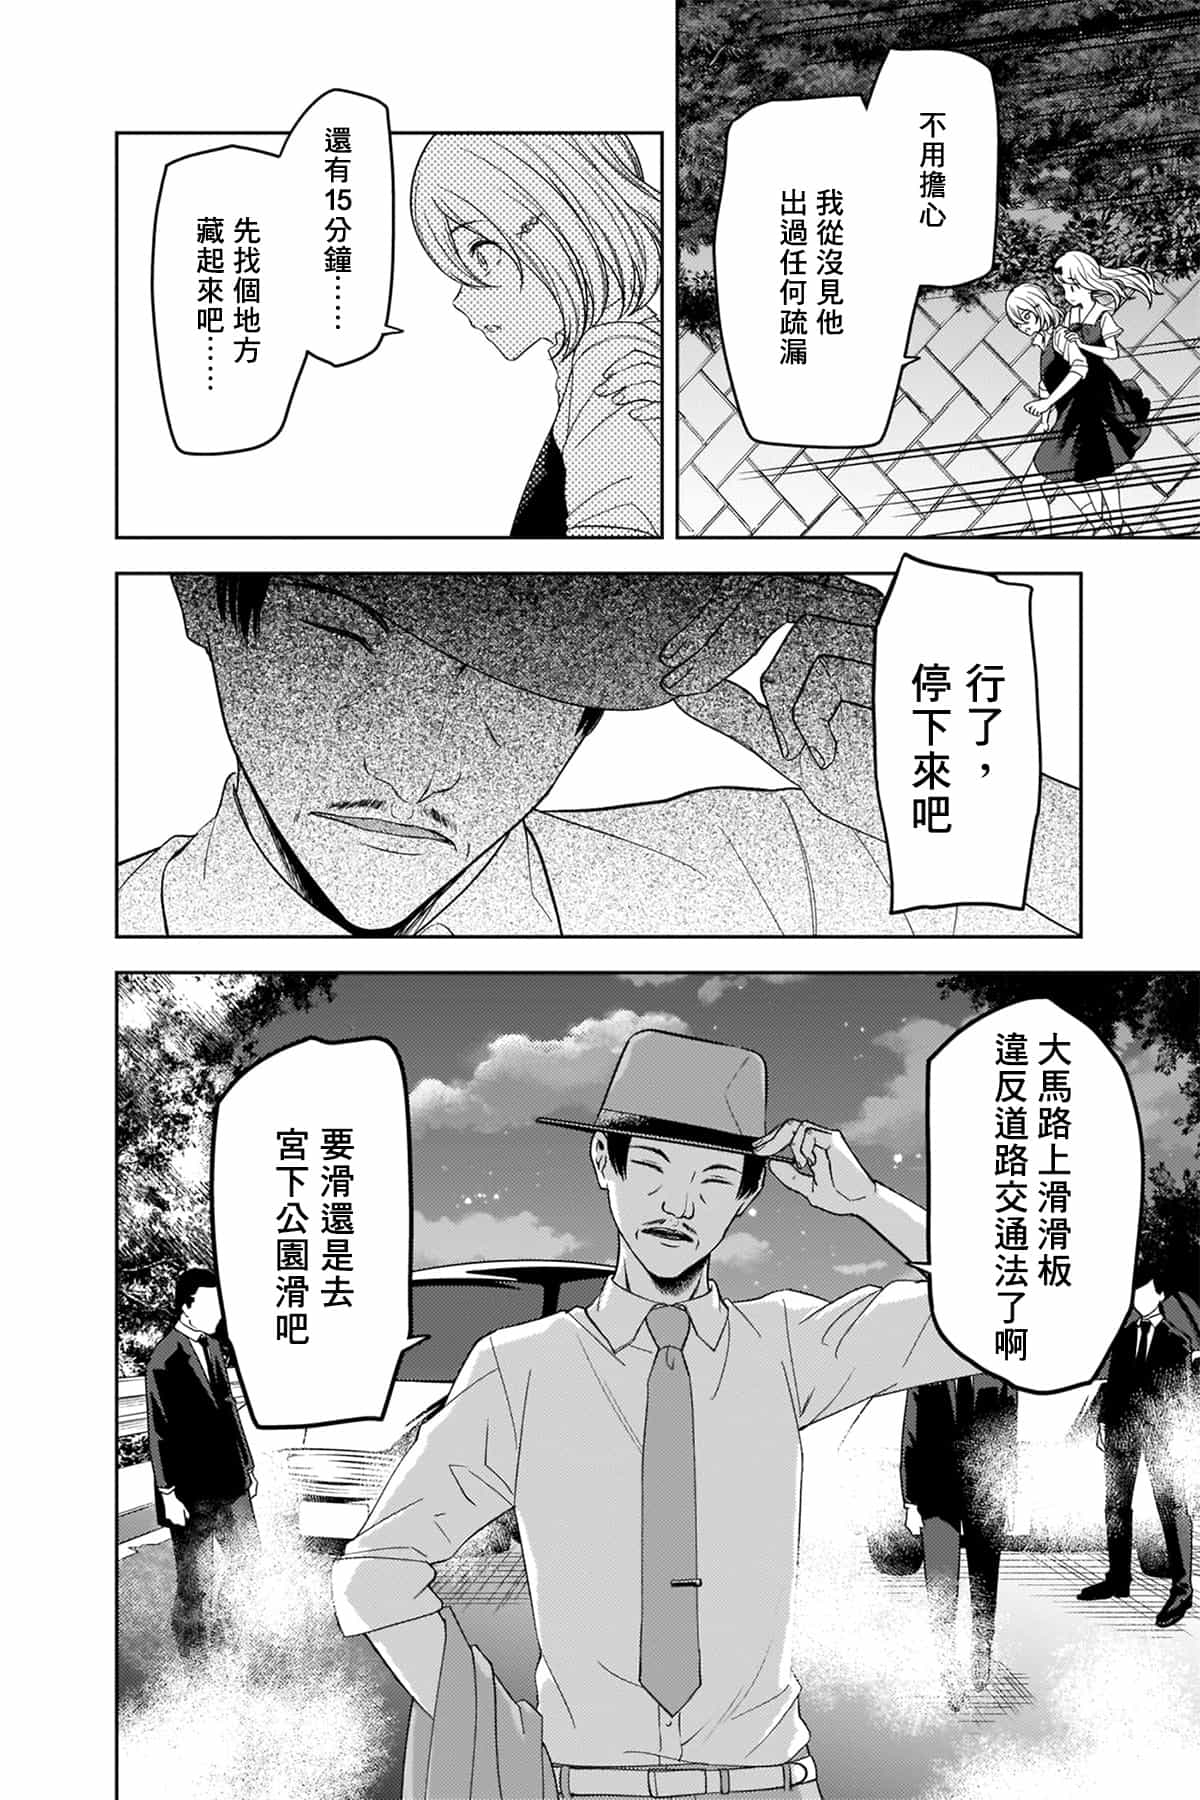 不用擔心
我從沒見他
出過任何疏漏
還有15分鐘……
先找個地方
藏起來吧……
行了，
停下來吧
大馬路上滑滑板
違反道路交通法了啊
要滑還是去
宮下公園滑吧